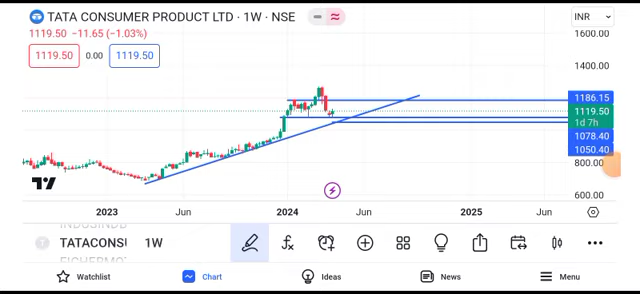 TATA CONSUMER PRODUCT LTD · 1W · NSE
INR
1119.50 −11.65 (−1.03%)
1600.00
1119.50 0.00 1119.50
1400.00
1186.15
1119.50
1d 7h
1078.40
1050.40
800.00
600.00
2023 Jun 2024 Jun 2025 Jun
TATACONSU 1W
Watchlist Chart Ideas News Menu